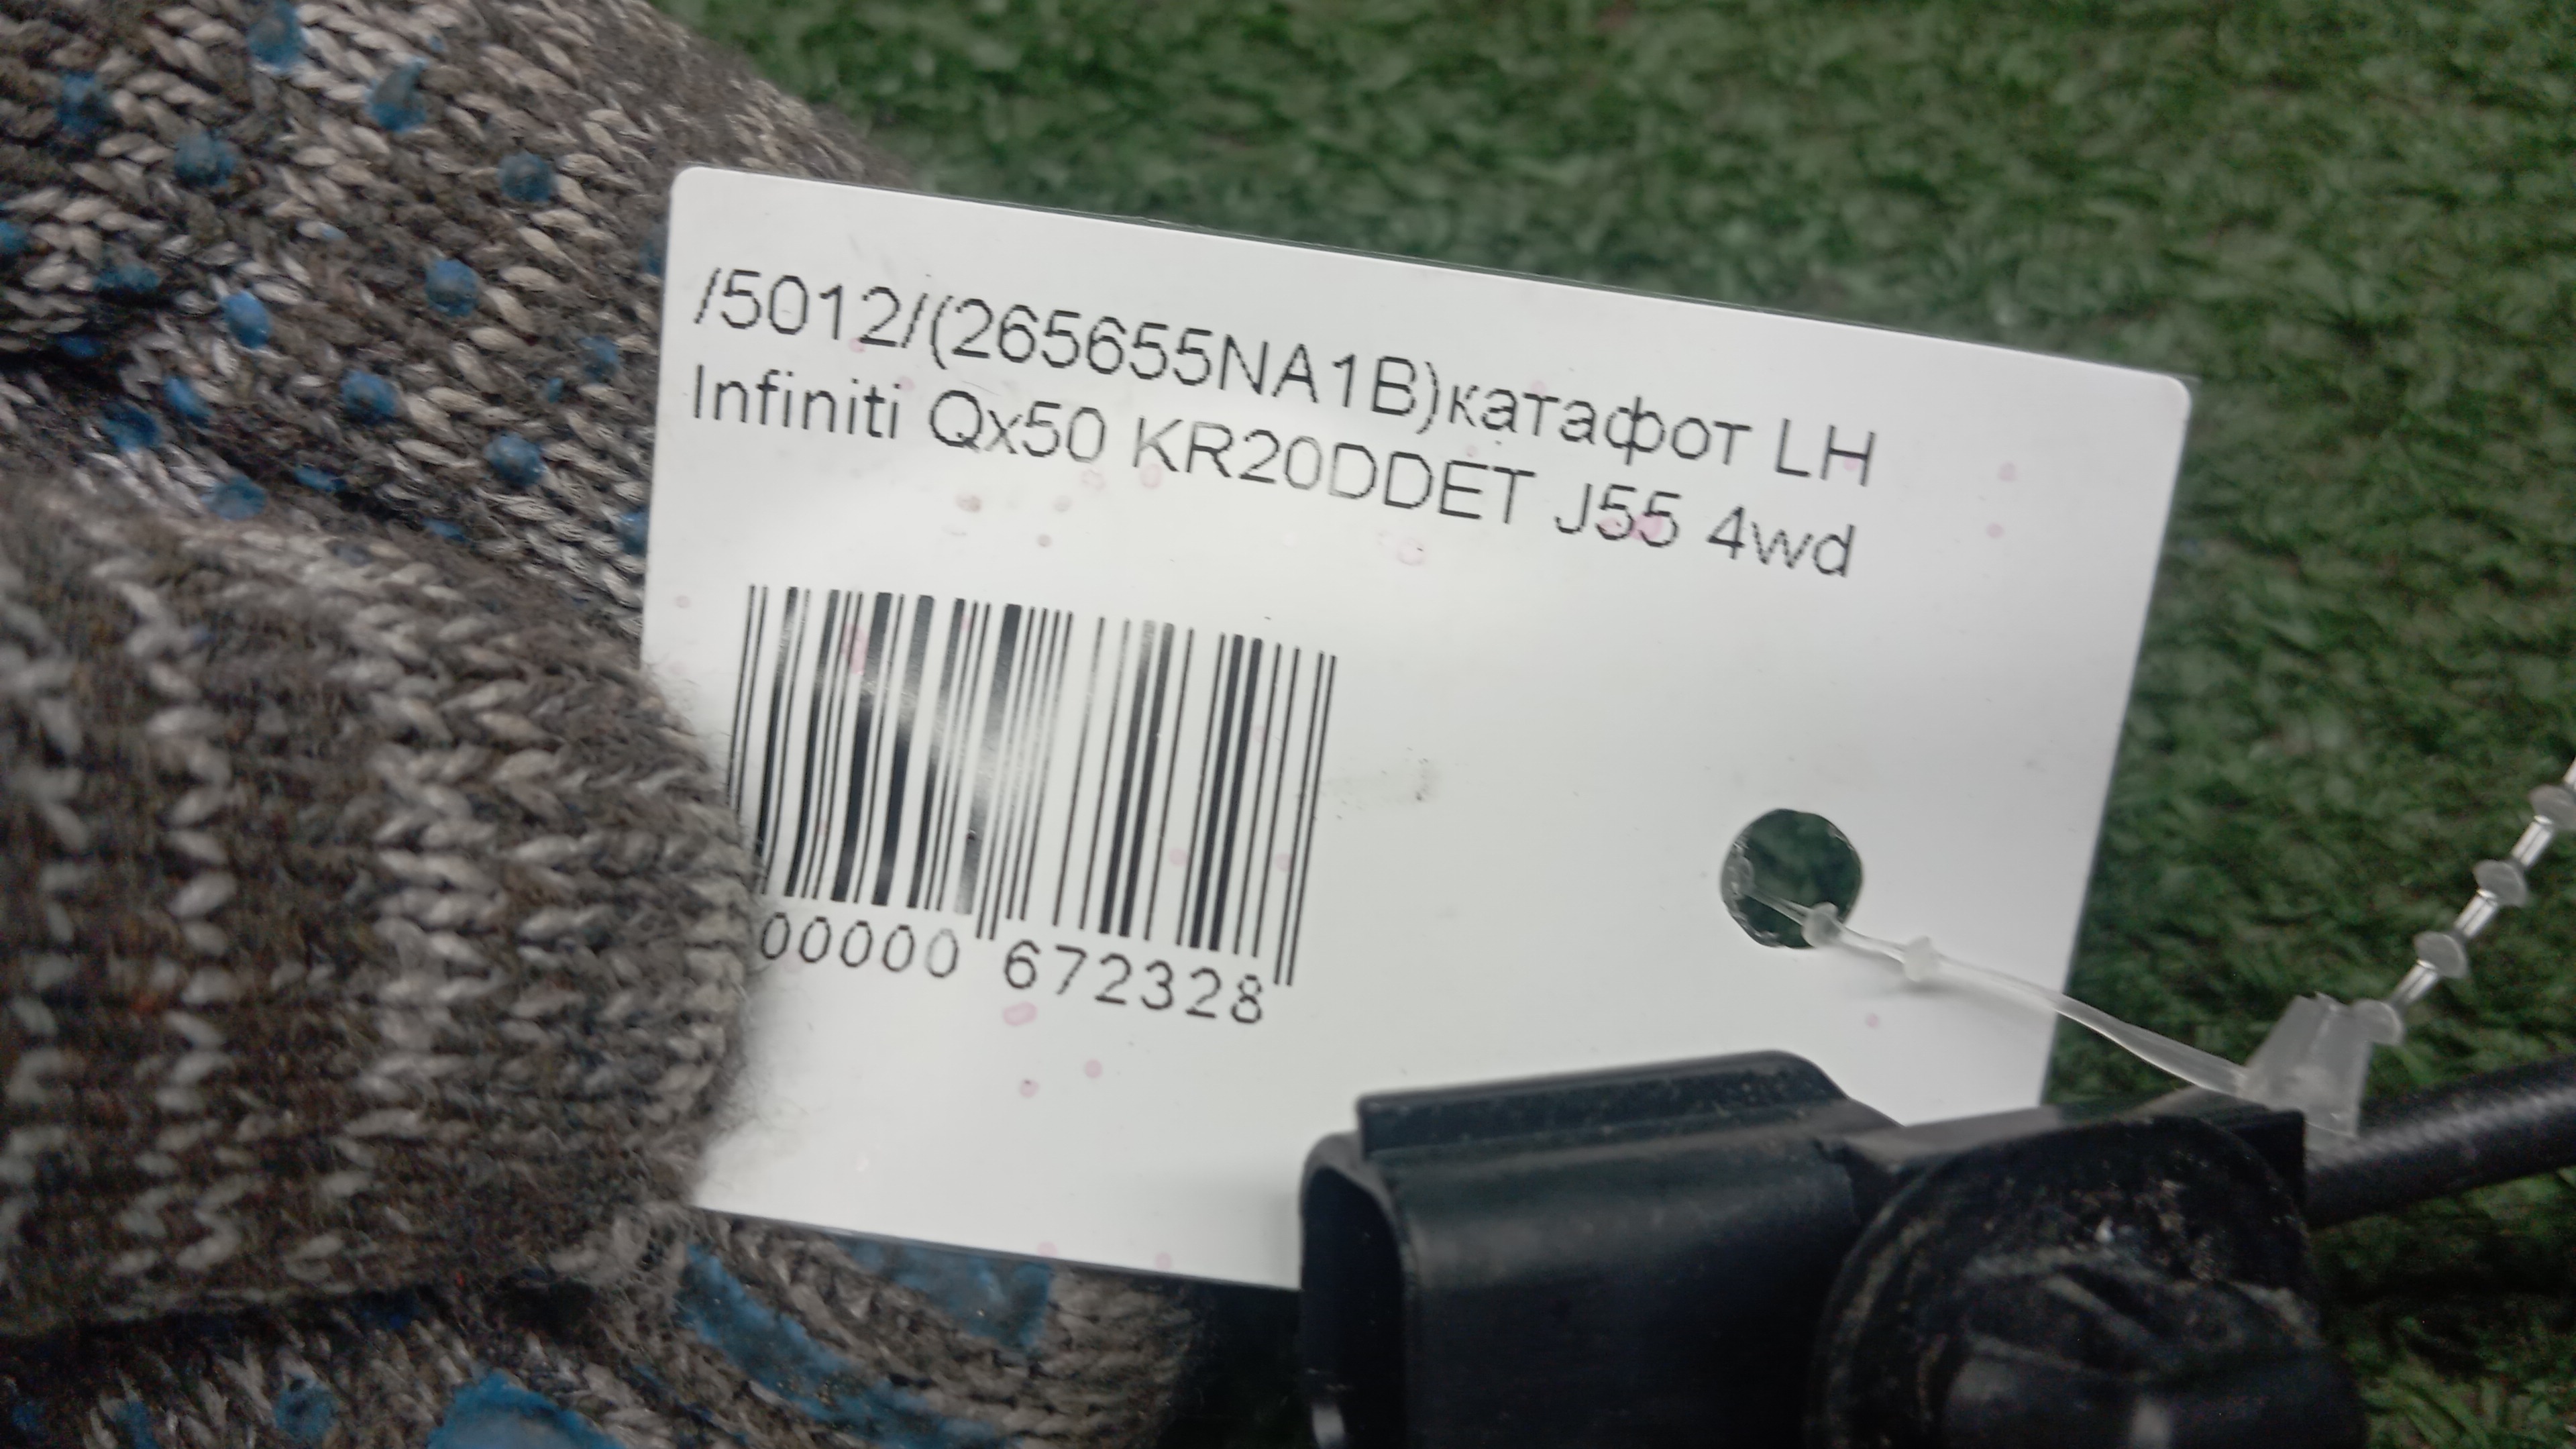 /5012/(265655NA1B)катафот LH
Infiniti Qx50 KR20DDET J55 4wd
00000 672328